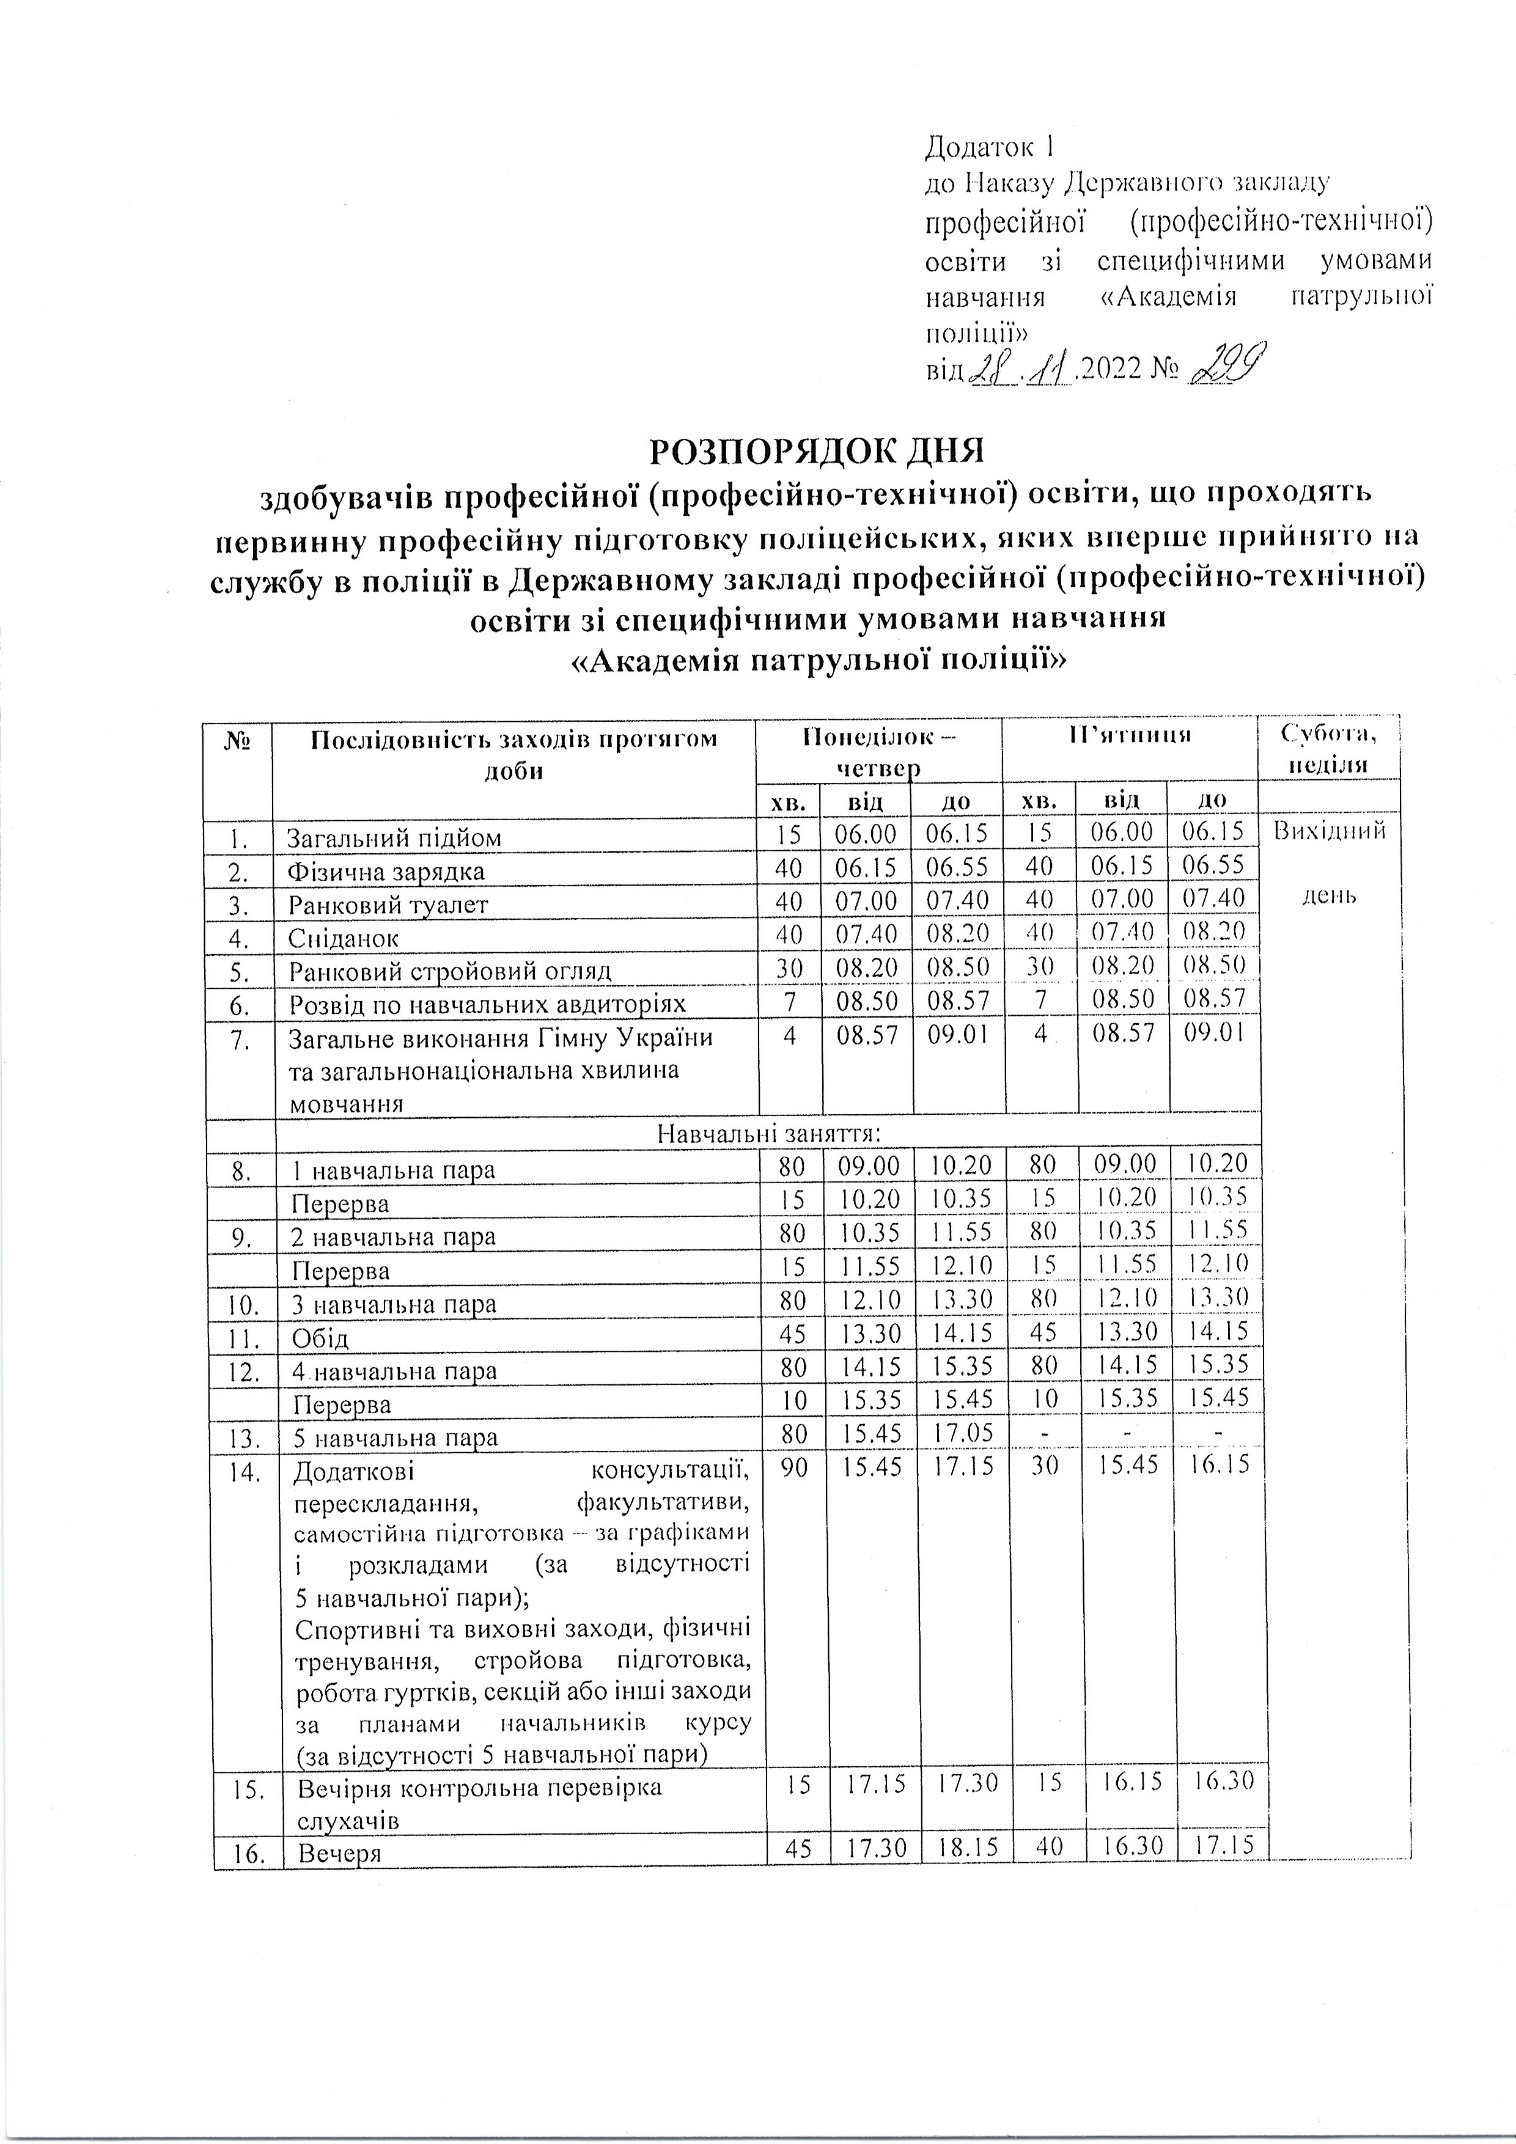 Додаток 1
до Наказу Державного закладу
професійної (професійно-технічної)
освіти зі специфічними умовами
навчання «Академія патрульної
поліції»
від 28.11.2022 № 299
РОЗПОРЯДОК ДНЯ
здобувачів професійної (професійно-технічної) освіти, що проходять
первинну професійну підготовку поліцейських, яких вперше прийнято на
службу в поліції в Державному закладі професійної (професійно-технічної)
освіти зі специфічними умовами навчання
«Академія патрульної поліції»
№ Послідовність заходів протягом доби Понеділок – четвер П’ятниця Субота, неділя
хв. від до хв. від до
1. Загальний підйом 15 06.00 06.15 15 06.00 06.15 Вихідний
2. Фізична зарядка 40 06.15 06.55 40 06.15 06.55
3. Ранковий туалет 40 07.00 07.40 40 07.00 07.40 день
4. Сніданок 40 07.40 08.20 40 07.40 08.20
5. Ранковий стройовий огляд 30 08.20 08.50 30 08.20 08.50
6. Розвід по навчальних авдиторіях 7 08.50 08.57 7 08.50 08.57
7. Загальне виконання Гімну України 4 08.57 09.01 4 08.57 09.01
та загальнонаціональна хвилина
мовчання
Навчальні заняття:
8. 1 навчальна пара 80 09.00 10.20 80 09.00 10.20
Перерва 15 10.20 10.35 15 10.20 10.35
9. 2 навчальна пара 80 10.35 11.55 80 10.35 11.55
Перерва 15 11.55 12.10 15 11.55 12.10
10. 3 навчальна пара 80 12.10 13.30 80 12.10 13.30
11. Обід 45 13.30 14.15 45 13.30 14.15
12. 4 навчальна пара 80 14.15 15.35 80 14.15 15.35
Перерва 10 15.35 15.45 10 15.35 15.45
13. 5 навчальна пара 80 15.45 17.05 - - -
14. Додаткові консультації, 90 15.45 17.15 30 15.45 16.15
перескладання, факультативи,
самостійна підготовка – за графіками
і розкладами (за відсутності
5 навчальної пари);
Спортивні та виховні заходи, фізичні
тренування, стройова підготовка,
робота гуртків, секцій або інші заходи
за планами начальників курсу
(за відсутності 5 навчальної пари)
15. Вечірня контрольна перевірка 15 17.15 17.30 15 16.15 16.30
слухачів
16. Вечеря 45 17.30 18.15 40 16.30 17.15